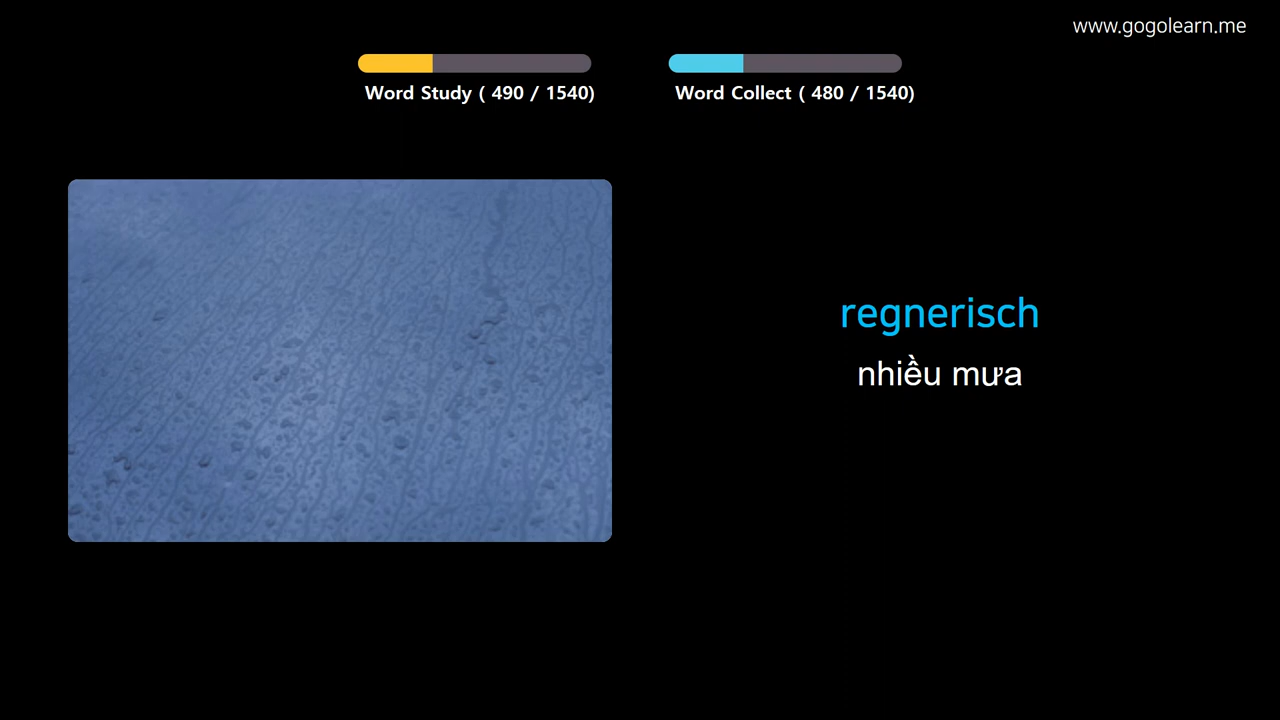 www.gogolearn.me
Word Study ( 490 / 1540)
Word Collect ( 480 / 1540)
regnerisch
nhiều mưa